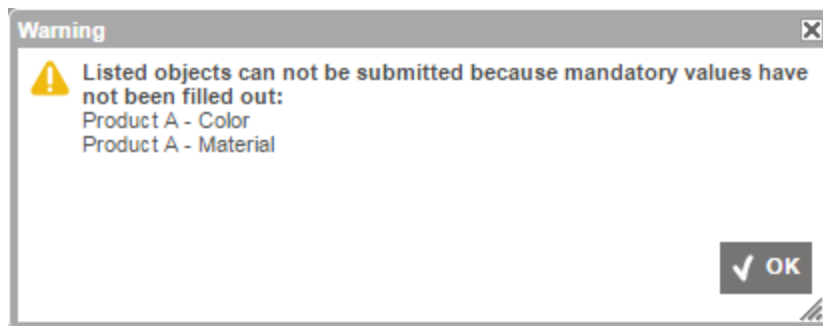 Warning
Listed objects can not be submitted because mandatory values have
not been filled out:
Product A - Color
Product A - Material
OK